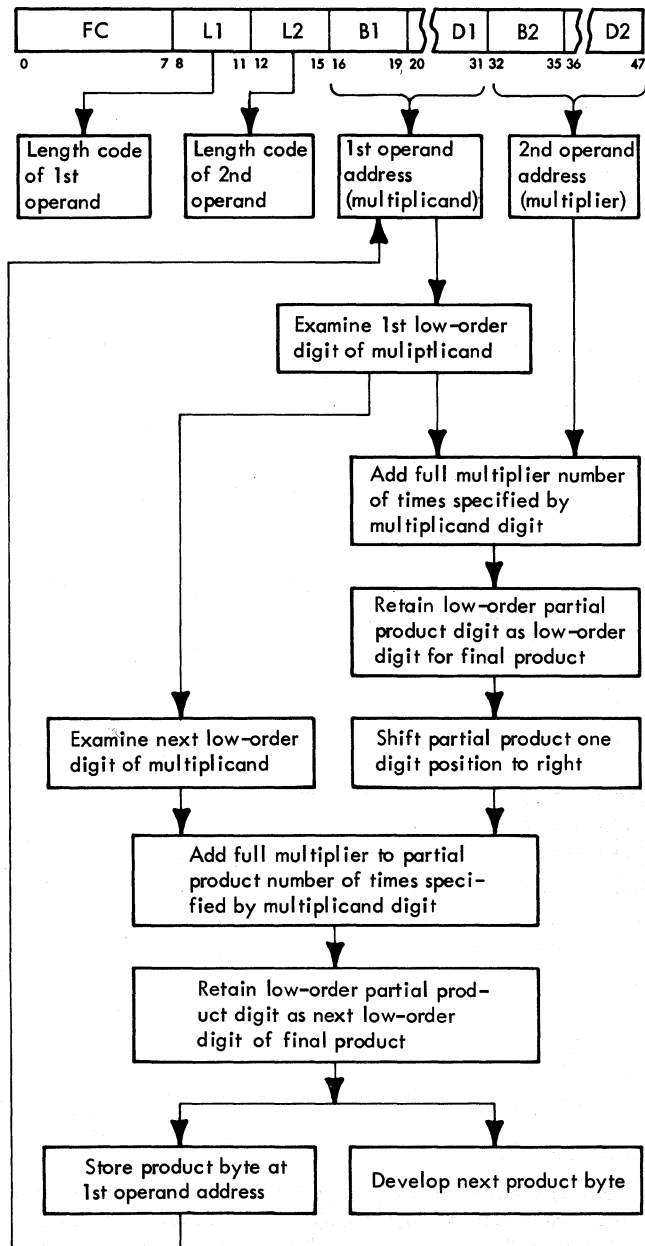 FC L1 L2 B1 D1 B2 D2
0 7 8 11 12 15 16 19 20 31 32 35 36 47
Length code
of 1st
operand
Length code
of 2nd
operand
1st operand
address
(multiplicand)
2nd operand
address
(multiplier)
Examine 1st low-order
digit of muliptlicand
Add full multiplier number
of times specified by
multiplicand digit
Retain low-order partial
product digit as low-order
digit for final product
Examine next low-order
digit of multiplicand
Shift partial product one
digit position to right
Add full multiplier to partial
product number of times speci-
fied by multiplicand digit
Retain low-order partial prod-
uct digit as next low-order
digit of final product
Store product byte at
1st operand address
Develop next product byte